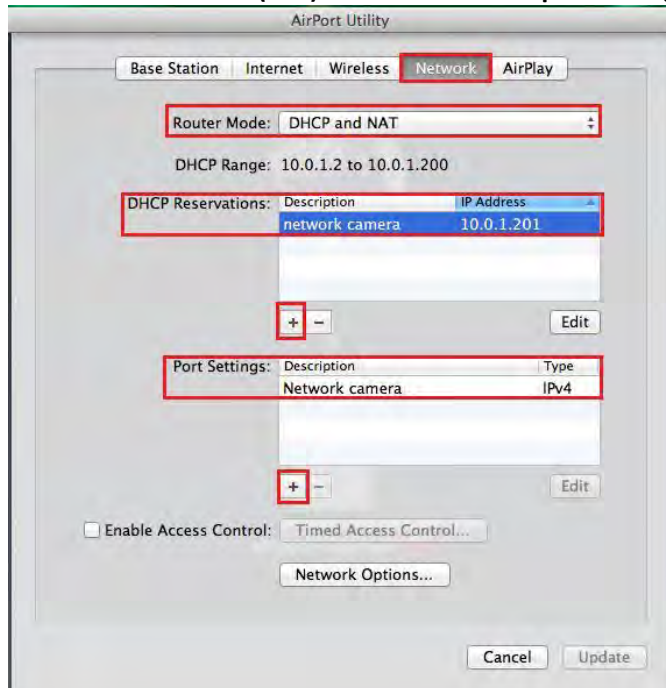 AirPort Utility
Base Station Internet Wireless Network AirPlay
Router Mode: DHCP and NAT
DHCP Range: 10.0.1.2 to 10.0.1.200
DHCP Reservations: Description IP Address
network camera 10.0.1.201
+ - Edit
Port Settings: Description Type
Network camera IPv4
+ - Edit
Enable Access Control: Timed Access Control...
Network Options...
Cancel Update